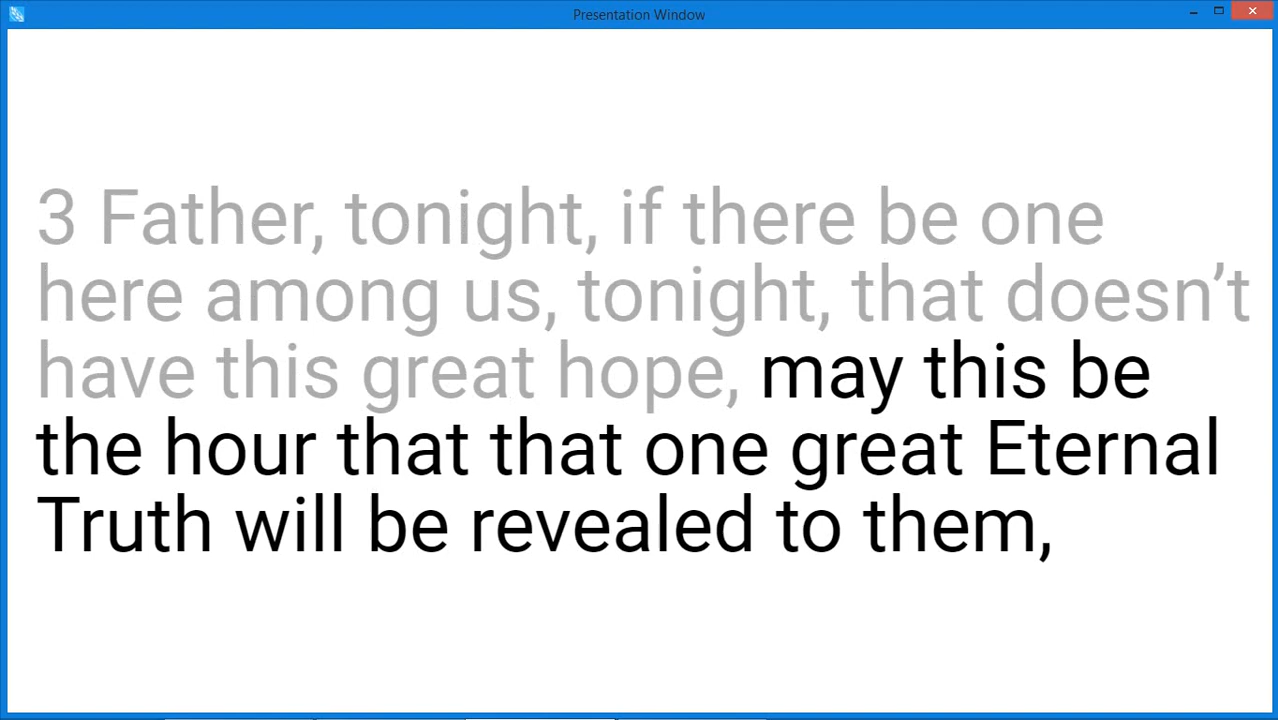 Presentation Window
3 Father, tonight, if there be one
here among us, tonight, that doesn’t
have this great hope, may this be
the hour that that one great Eternal
Truth will be revealed to them,